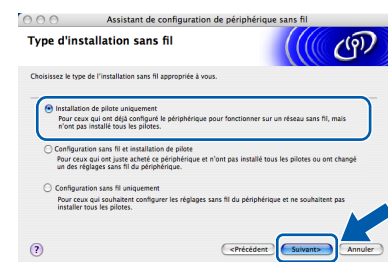 Assistant de configuration de périphérique sans fil
Type d'installation sans fil
Choisissez le type de l'installation sans fil appropriée à vous.
Installation de pilote uniquement
Pour ceux qui ont déjà configuré le périphérique pour fonctionner sur un réseau sans fil, mais
n'ont pas installé tous les pilotes.
Configuration sans fil et installation de pilote
Pour ceux qui ont juste acheté ce périphérique et n'ont pas installé tous les pilotes ou ont changé
un des réglages sans fil du périphérique.
Configuration sans fil uniquement
Pour ceux qui souhaitent configurer les réglages sans fil du périphérique et ne souhaitent pas
installer tous les pilotes.
?
<Précédent
Suivant>
Annuler